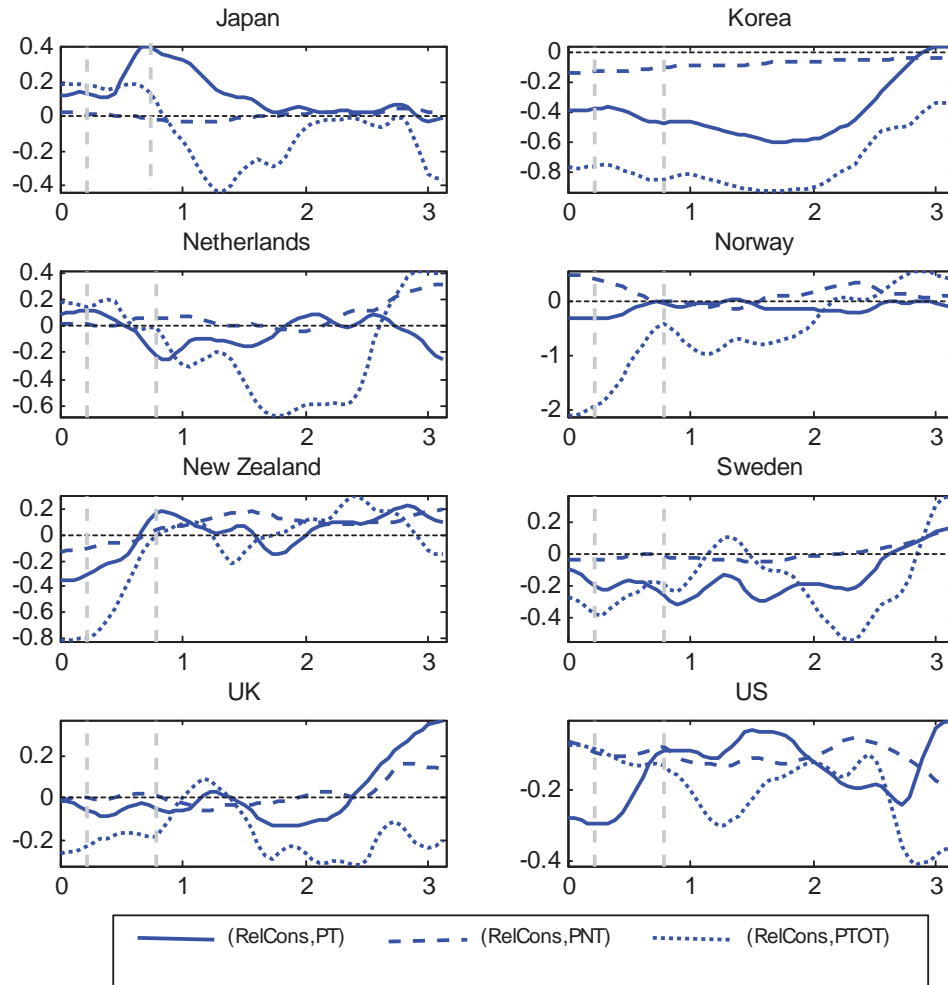 Japan
0.4
0.2
0
-0.2
-0.4
0 1 2 3
Korea
0
-0.2
-0.4
-0.6
-0.8
0 1 2 3
Netherlands
0.4
0.2
0
-0.2
-0.4
-0.6
0 1 2 3
Norway
0
-1
-2
0 1 2 3
New Zealand
0.2
0
-0.2
-0.4
-0.6
-0.8
0 1 2 3
Sweden
0.2
0
-0.2
-0.4
0 1 2 3
UK
0.2
0
-0.2
0 1 2 3
US
-0.2
-0.4
0 1 2 3
(RelCons,PT) (RelCons,PNT) (RelCons,PTOT)